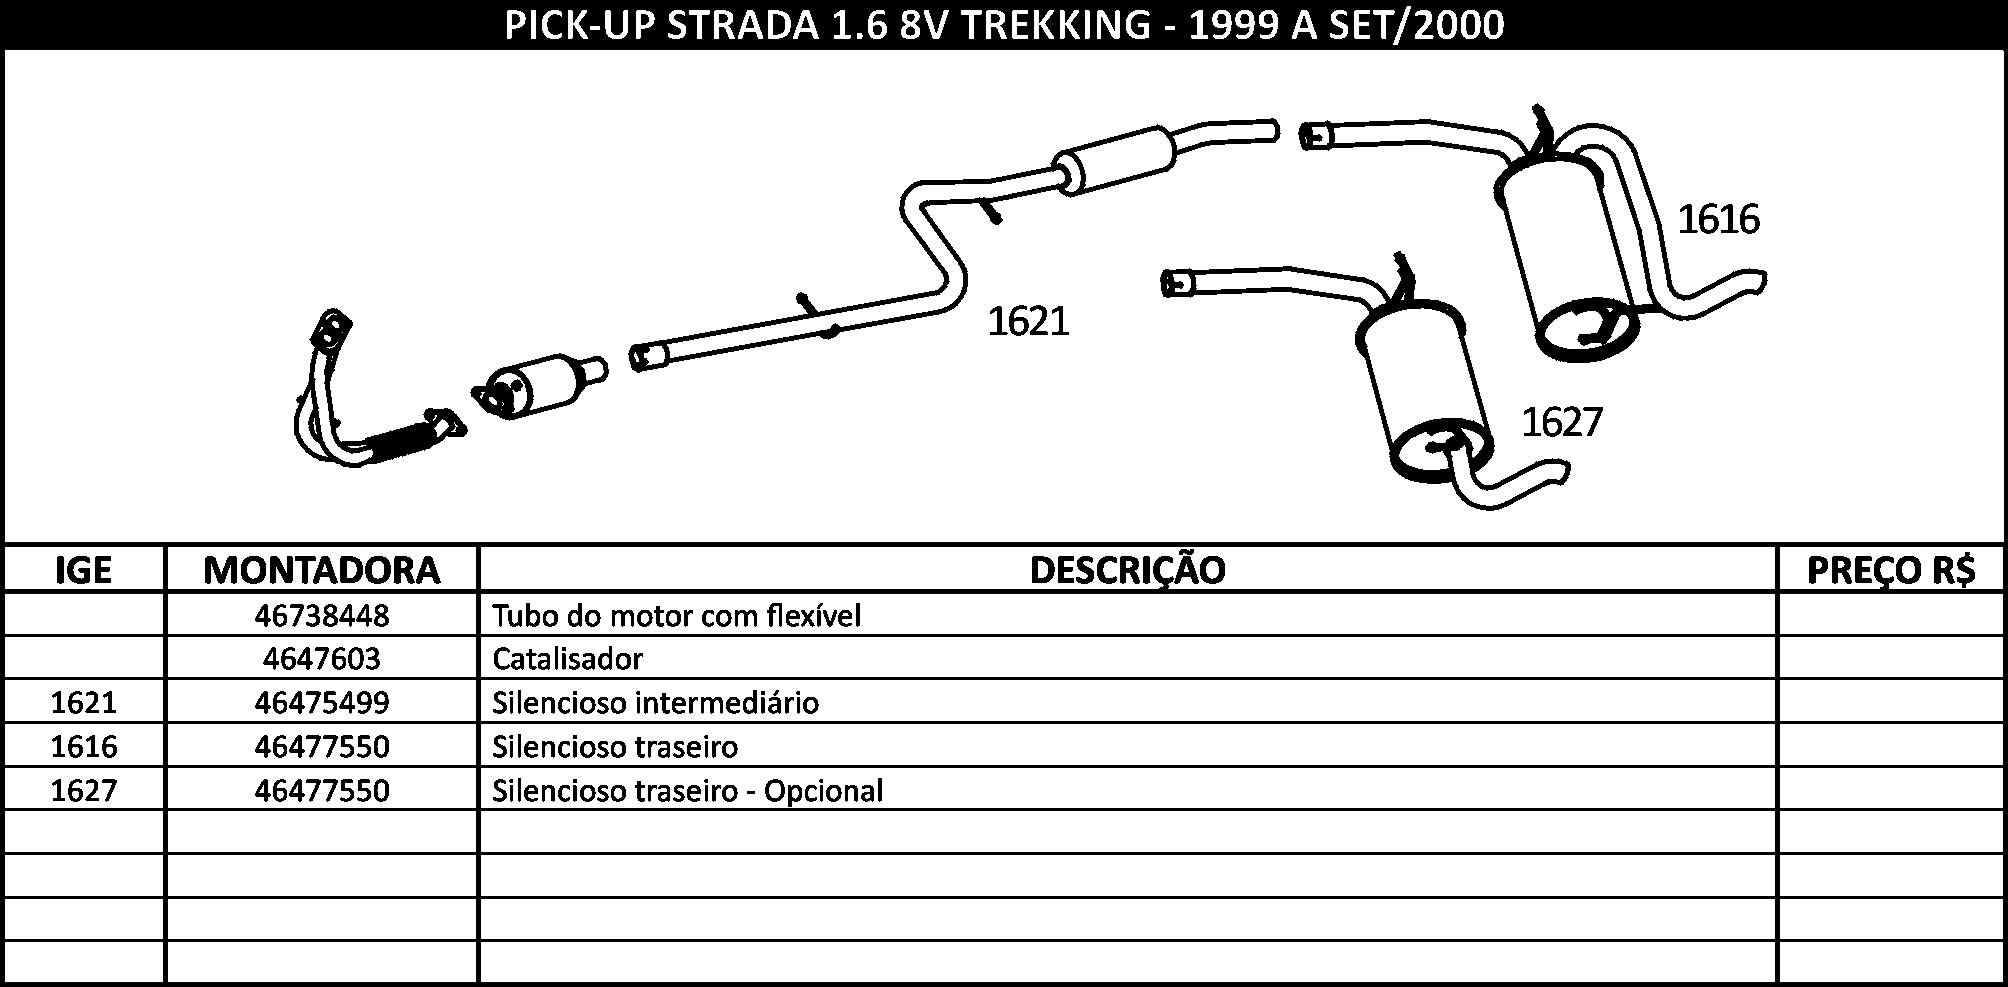 PICK-UP STRADA 1.6 8V TREKKING - 1999 A SET/2000
1616
1621
1627
IGE MONTADORA DESCRIÇÃO PREÇO R$
46738448 Tubo do motor com flexível
4647603 Catalisador
1621 46475499 Silencioso intermediário
1616 46477550 Silencioso traseiro
1627 46477550 Silencioso traseiro - Opcional